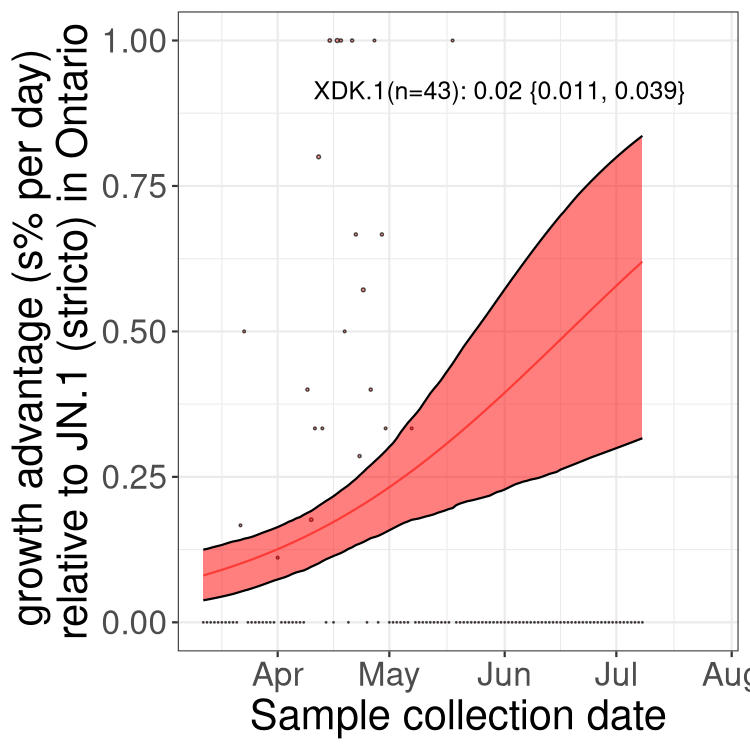 growth advantage (s% per day)
relative to JN.1 (stricto) in Ontario
1.00
XDK.1(n=43): 0.02 {0.011, 0.039}
0.75
0.50
0.25
0.00
Apr May Jun Jul Aug
Sample collection date